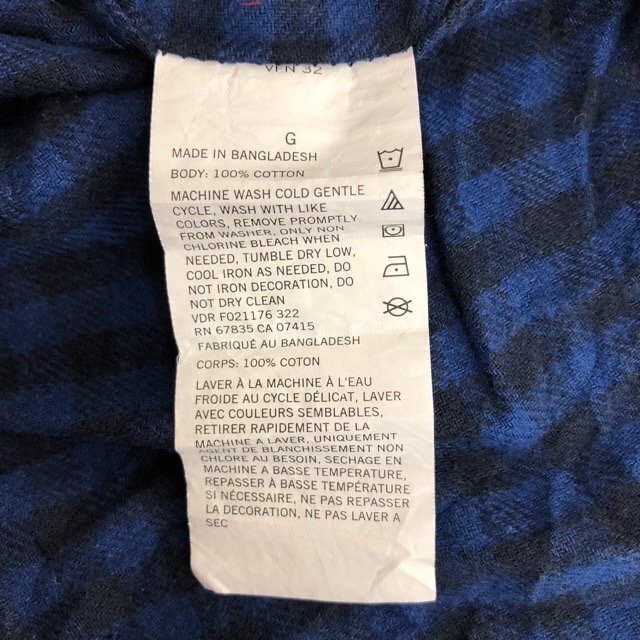 VFN 32
G
MADE IN BANGLADESH
BODY: 100% COTTON
MACHINE WASH COLD GENTLE
CYCLE, WASH WITH LIKE
COLORS, REMOVE PROMPTLY
FROM WASHER, ONLY NON
CHLORINE BLEACH WHEN
NEEDED, TUMBLE DRY LOW,
COOL IRON AS NEEDED, DO
NOT IRON DECORATION, DO
NOT DRY CLEAN
VDR F021176 322
RN 67835 CA 07415
FABRIQUÉ AU BANGLADESH
CORPS: 100% COTON
LAVER À LA MACHINE À L'EAU
FROIDE AU CYCLE DÉLICAT, LAVER
AVEC COULEURS SEMBLABLES,
RETIRER RAPIDEMENT DE LA
MACHINE A LAVER, UNIQUEMENT
AGENT DE BLANCHISSEMENT NON
CHLORE AU BESOIN, SECHAGE EN
MACHINE A BASSE TEMPERATURE,
REPASSER À BASSE TEMPÉRATURE
SI NÉCESSAIRE, NE PAS REPASSER
LA DECORATION, NE PAS LAVER A
SEC